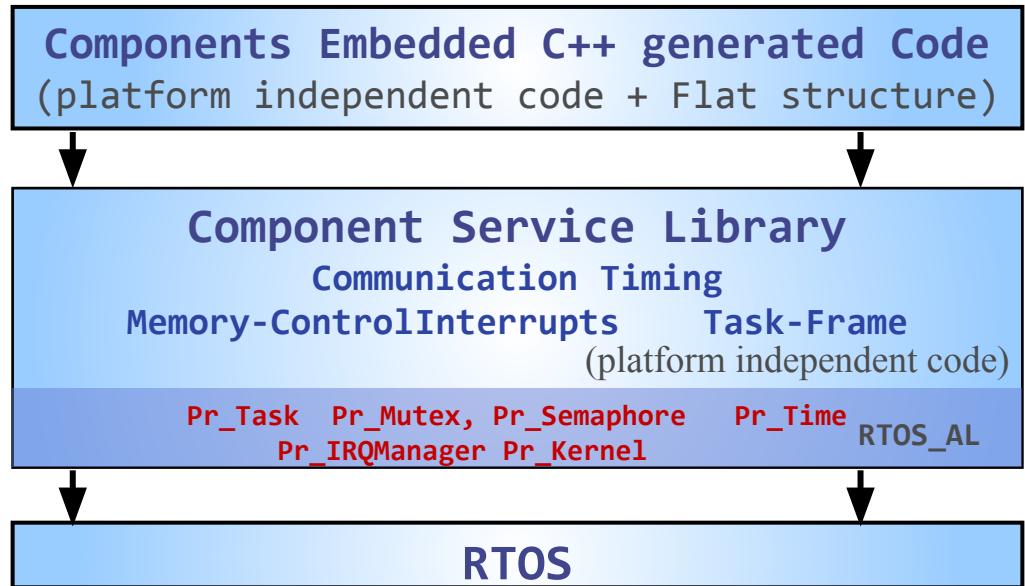 Components Embedded C++ generated Code
(platform independent code + Flat structure)
Component Service Library
Communication Timing
Memory-ControlInterrupts Task-Frame
(platform independent code)
Pr_Task Pr_Mutex, Pr_Semaphore Pr_Time
RTOS_AL
Pr_IRQManager Pr_Kernel
RTOS